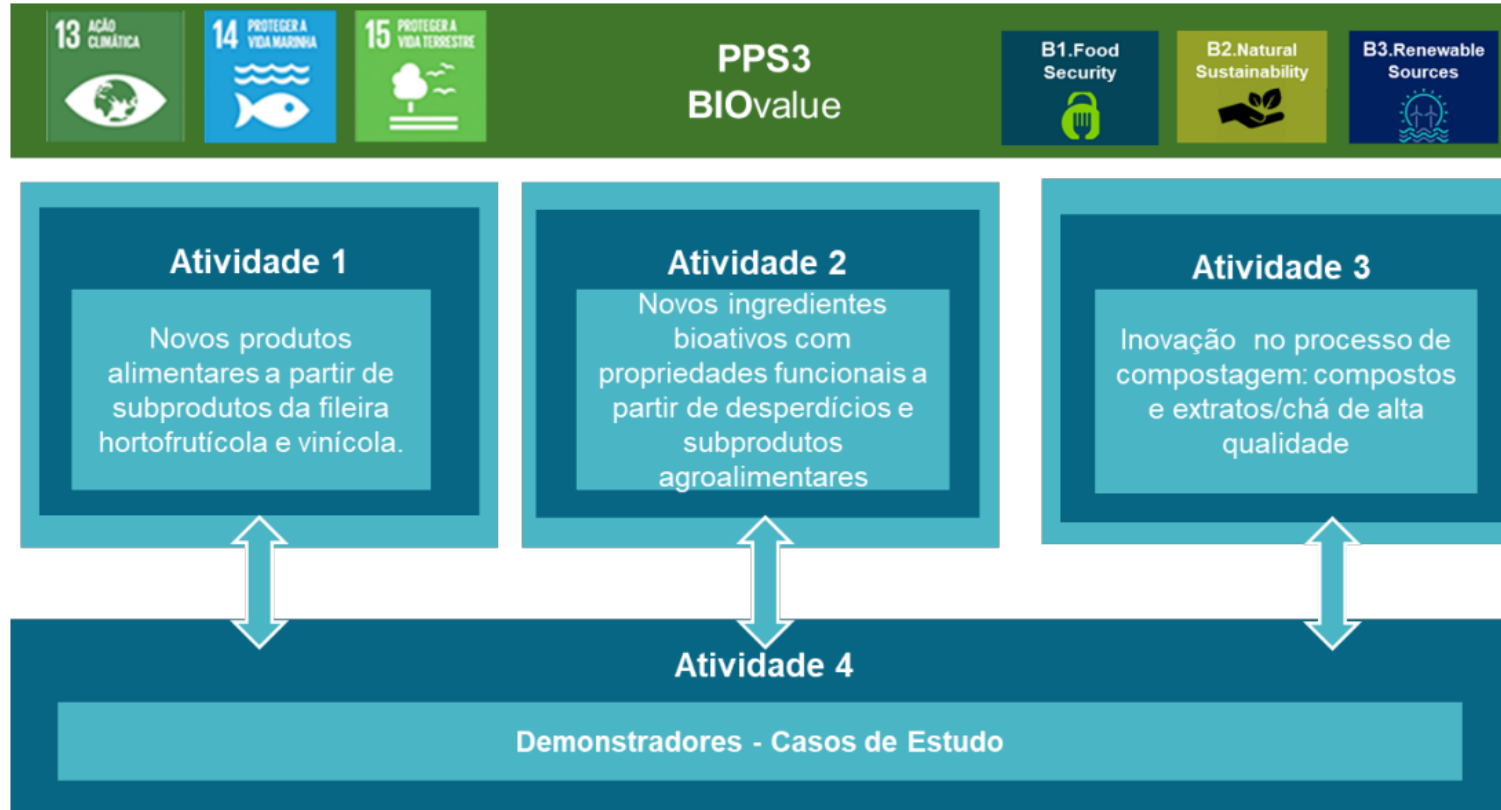 13 AÇÃO
CLIMÁTICA
14 PROTEGER A
VIDA MARINHA
15 PROTEGER A
VIDA TERRESTRE
PPS3
BIOvalue
B1.Food
Security
B2.Natural
Sustainability
B3.Renewable
Sources
Atividade 1
Novos produtos
alimentares a partir de
subprodutos da fileira
hortofrutícola e vinícola.
Atividade 2
Novos ingredientes
bioativos com
propriedades funcionais a
partir de desperdícios e
subprodutos
agroalimentares
Atividade 3
Inovação no processo de
compostagem: compostos
e extratos/chá de alta
qualidade
Atividade 4
Demonstradores - Casos de Estudo